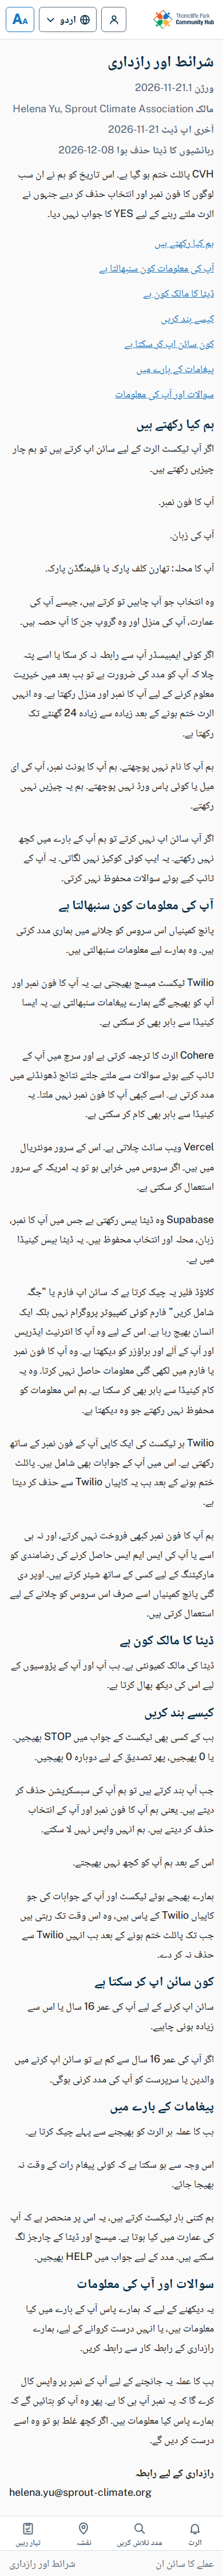 Thorncliffe Park
Community Hub
اردو
AA
شرائط اور رازداری
ورژن 1.1-2026-11-21
مالک Helena Yu, Sprout Climate Association
آخری اپ ڈیٹ 21-11-2026
رہائشیوں کا ڈیٹا حذف ہوا 08-12-2026
CVH پائلٹ ختم ہو گیا ہے۔ اس تاریخ کو ہم نے ان سب
لوگوں کا فون نمبر اور انتخاب حذف کر دیے جنہوں نے
الرٹ ملتے رہنے کے لیے YES کا جواب نہیں دیا۔
ہم کیا رکھتے ہیں
آپ کی معلومات کون سنبھالتا ہے
ڈیٹا کا مالک کون ہے
کیسے بند کریں
کون سائن اپ کر سکتا ہے
پیغامات کے بارے میں
سوالات اور آپ کی معلومات
ہم کیا رکھتے ہیں
اگر آپ ٹیکسٹ الرٹ کے لیے سائن اپ کرتے ہیں تو ہم چار
چیزیں رکھتے ہیں۔
آپ کا فون نمبر۔
آپ کی زبان۔
آپ کا محلہ: تھارن کلف پارک یا فلیمنگڈن پارک۔
وہ انتخاب جو آپ چاہیں تو کرتے ہیں، جیسے آپ کی
عمارت، آپ کی منزل اور وہ گروپ جن کا آپ حصہ ہیں۔
اگر کوئی ایمبیسڈر آپ سے رابطہ نہ کر سکا یا اسے پتہ
چلا کہ آپ کو مدد کی ضرورت ہے تو ہب بعد میں خیریت
معلوم کرنے کے لیے آپ کا نمبر اور منزل رکھتا ہے۔ وہ انہیں
الرٹ ختم ہونے کے بعد زیادہ سے زیادہ 24 گھنٹے تک
رکھتا ہے۔
ہم آپ کا نام نہیں پوچھتے۔ ہم آپ کا یونٹ نمبر، آپ کی ای
میل یا کوئی پاس ورڈ نہیں پوچھتے۔ ہم یہ چیزیں نہیں
رکھتے۔
اگر آپ سائن اپ نہیں کرتے تو ہم آپ کے بارے میں کچھ
نہیں رکھتے۔ یہ ایپ کوئی کوکیز نہیں لگاتی۔ یہ آپ کے
ٹائپ کیے ہوئے سوالات محفوظ نہیں کرتی۔
آپ کی معلومات کون سنبھالتا ہے
پانچ کمپنیاں اس سروس کو چلانے میں ہماری مدد کرتی
ہیں۔ وہ ہمارے لیے معلومات سنبھالتی ہیں۔
Twilio ٹیکسٹ میسج بھیجتی ہے۔ یہ آپ کا فون نمبر اور
آپ کو بھیجے گئے ہمارے پیغامات سنبھالتی ہے۔ یہ ایسا
کینیڈا سے باہر بھی کر سکتی ہے۔
Cohere الرٹ کا ترجمہ کرتی ہے اور سرچ میں آپ کے
ٹائپ کیے ہوئے سوالات سے ملتے جلتے نتائج ڈھونڈنے میں
مدد کرتی ہے۔ اسے کبھی آپ کا فون نمبر نہیں ملتا۔ یہ
کینیڈا سے باہر بھی کام کر سکتی ہے۔
Vercel ویب سائٹ چلاتی ہے۔ اس کے سرور مونٹریال
میں ہیں۔ اگر سروس میں خرابی ہو تو یہ امریکہ کے سرور
استعمال کر سکتی ہے۔
Supabase وہ ڈیٹا بیس رکھتی ہے جس میں آپ کا نمبر،
زبان، محلہ اور انتخاب محفوظ ہیں۔ یہ ڈیٹا بیس کینیڈا
میں ہے۔
کلاؤڈ فلیر یہ چیک کرتا ہے کہ سائن اپ فارم یا "جگہ
شامل کریں" فارم کوئی کمپیوٹر پروگرام نہیں بلکہ ایک
انسان بھیج رہا ہے۔ اس کے لیے وہ آپ کا انٹرنیٹ ایڈریس
اور آپ کے آلے اور براؤزر کو دیکھتا ہے۔ وہ آپ کا فون نمبر
یا فارم میں لکھی گئی معلومات حاصل نہیں کرتا۔ وہ یہ
کام کینیڈا سے باہر بھی کر سکتا ہے۔ ہم اس معلومات کو
محفوظ نہیں رکھتے جو وہ دیکھتا ہے۔
Twilio ہر ٹیکسٹ کی ایک کاپی آپ کے فون نمبر کے ساتھ
رکھتی ہے۔ اس میں آپ کے جوابات بھی شامل ہیں۔ پائلٹ
ختم ہونے کے بعد ہب یہ کاپیاں Twilio سے حذف کر دیتا
ہے۔
ہم آپ کا فون نمبر کبھی فروخت نہیں کرتے، اور نہ ہی
اسے یا آپ کی ایس ایم ایس حاصل کرنے کی رضامندی کو
مارکیٹنگ کے لیے کسی کے ساتھ شیئر کرتے ہیں۔ اوپر دی
گئی پانچ کمپنیاں اسے صرف اس سروس کو چلانے کے لیے
استعمال کرتی ہیں۔
ڈیٹا کا مالک کون ہے
ڈیٹا کی مالک کمیونٹی ہے۔ ہب آپ اور آپ کے پڑوسیوں کے
لیے اس کی دیکھ بھال کرتا ہے۔
کیسے بند کریں
ہب کے کسی بھی ٹیکسٹ کے جواب میں STOP بھیجیں۔
یا 0 بھیجیں، پھر تصدیق کے لیے دوبارہ 0 بھیجیں۔
جب آپ بند کرتے ہیں تو ہم آپ کی سبسکرپشن حذف کر
دیتے ہیں۔ یعنی ہم آپ کا فون نمبر اور آپ کے انتخاب
حذف کر دیتے ہیں۔ ہم انہیں واپس نہیں لا سکتے۔
اس کے بعد ہم آپ کو کچھ نہیں بھیجتے۔
ہمارے بھیجے ہوئے ٹیکسٹ اور آپ کے جوابات کی جو
کاپیاں Twilio کے پاس ہیں، وہ اس وقت تک رہتی ہیں
جب تک پائلٹ ختم ہونے کے بعد ہب انہیں Twilio سے
حذف نہ کر دے۔
کون سائن اپ کر سکتا ہے
سائن اپ کرنے کے لیے آپ کی عمر 16 سال یا اس سے
زیادہ ہونی چاہیے۔
اگر آپ کی عمر 16 سال سے کم ہے تو سائن اپ کرنے میں
والدین یا سرپرست کو آپ کی مدد کرنی ہوگی۔
پیغامات کے بارے میں
ہب کا عملہ ہر الرٹ کو بھیجنے سے پہلے چیک کرتا ہے۔
اس وجہ سے ہو سکتا ہے کہ کوئی پیغام رات کے وقت نہ
بھیجا جائے۔
ہم کتنی بار ٹیکسٹ کرتے ہیں، یہ اس پر منحصر ہے کہ آپ
کی عمارت میں کیا ہوتا ہے۔ میسج اور ڈیٹا کے چارجز لگ
سکتے ہیں۔ مدد کے لیے جواب میں HELP بھیجیں۔
سوالات اور آپ کی معلومات
یہ دیکھنے کے لیے کہ ہمارے پاس آپ کے بارے میں کیا
معلومات ہیں، یا انہیں درست کروانے کے لیے، ہمارے
رازداری کے رابطہ کار سے رابطہ کریں۔
ہب کا عملہ یہ جانچنے کے لیے آپ کے نمبر پر واپس کال
کرے گا کہ یہ نمبر آپ ہی کا ہے۔ پھر وہ آپ کو بتائیں گے کہ
ہمارے پاس کیا معلومات ہیں۔ اگر کچھ غلط ہو تو وہ اسے
درست کر دیں گے۔
رازداری کے لیے رابطہ
helena.yu@sprout-climate.org
الرٹ
مدد تلاش کریں
نقشہ
تیار رہیں
عملے کا سائن ان
شرائط اور رازداری